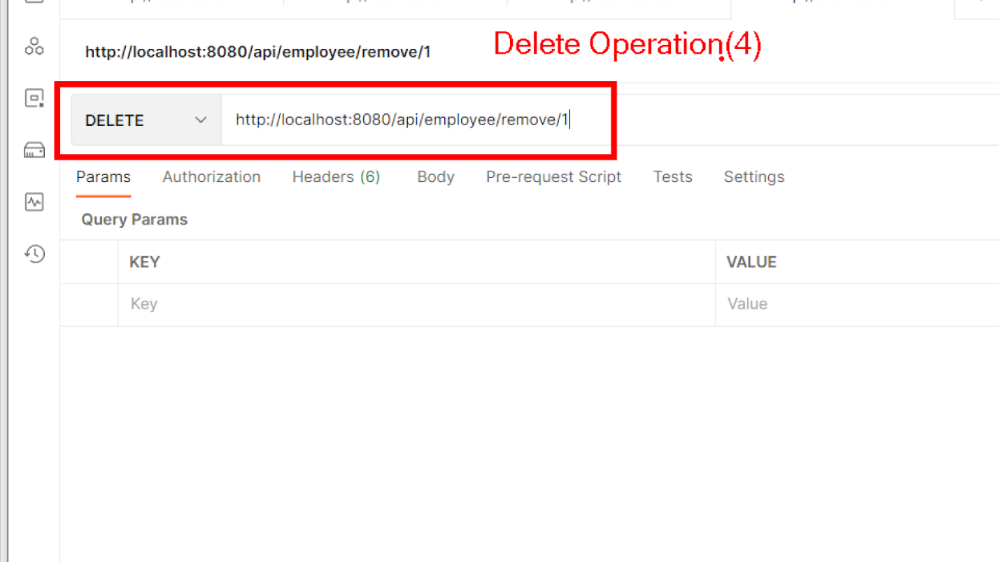 http://localhost:8080/api/employee/remove/1
Delete Operation.(4)
DELETE
http://localhost:8080/api/employee/remove/1
Params Authorization Headers (6) Body Pre-request Script Tests Settings
Query Params
KEY VALUE
Key Value